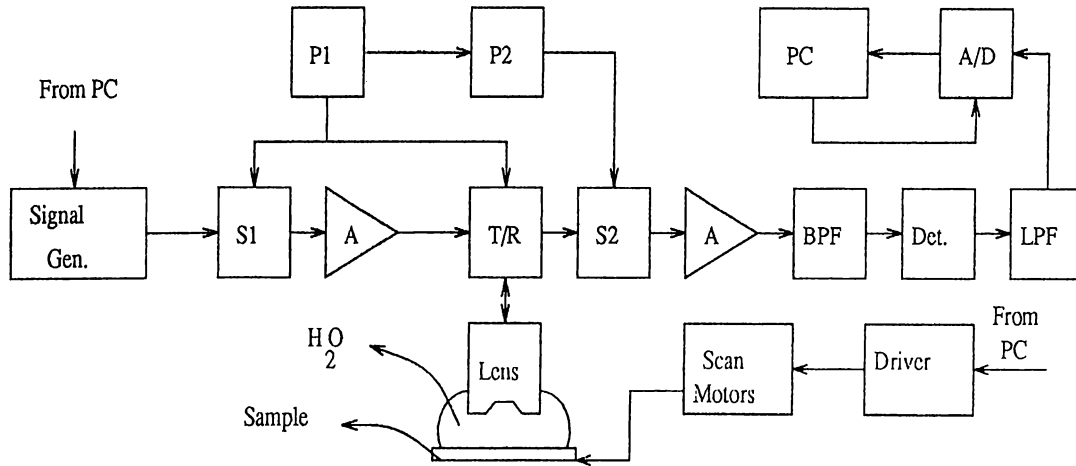 P1
P2
PC
A/D
From PC
Signal
Gen.
S1
A
T/R
S2
A
BPF
Det.
LPF
From
PC
H O
2
Lens
Scan
Motors
Driver
Sample